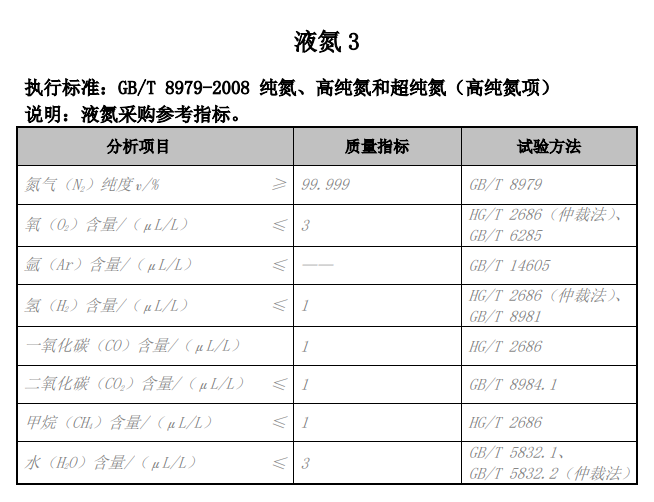 液氮 3
执行标准：GB/T 8979-2008 纯氮、高纯氮和超纯氮（高纯氮项）
说明：液氮采购参考指标。
分析项目 质量指标 试验方法
氮气（N₂）纯度 v/% ≥ 99.999 GB/T 8979
氧（O₂）含量/（μL/L） ≤ 3 HG/T 2686（仲裁法）、
GB/T 6285
氩（Ar）含量/（μL/L） ≤ —— GB/T 14605
氢（H₂）含量/（μL/L） ≤ 1 HG/T 2686（仲裁法）、
GB/T 8981
一氧化碳（CO）含量/（μL/L） 1 HG/T 2686
二氧化碳（CO₂）含量/（μL/L） ≤ 1 GB/T 8984.1
甲烷（CH₄）含量/（μL/L） ≤ 1 HG/T 2686
水（H₂O）含量/（μL/L） ≤ 3 GB/T 5832.1、
GB/T 5832.2（仲裁法）